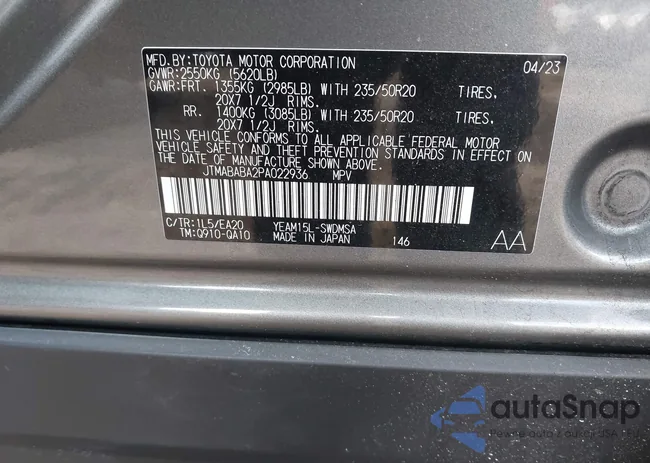 MFD.BY:TOYOTA MOTOR CORPORATION 04/23
GVWR:2550KG (5620LB)
GAWR:FRT. 1355KG (2985LB) WITH 235/50R20 TIRES,
20X7 1/2J RIMS.
RR. 1400KG (3085LB) WITH 235/50R20 TIRES,
20X7 1/2J RIMS.
THIS VEHICLE CONFORMS TO ALL APPLICABLE FEDERAL MOTOR
VEHICLE SAFETY AND THEFT PREVENTION STANDARDS IN EFFECT ON
THE DATE OF MANUFACTURE SHOWN ABOVE.
JTMABABA2PA022936 MPV
C/TR:1L5/EA20 YEAM15L-SWDMSA
TM:Q910-QA10 MADE IN JAPAN 146 AA
autoSnap